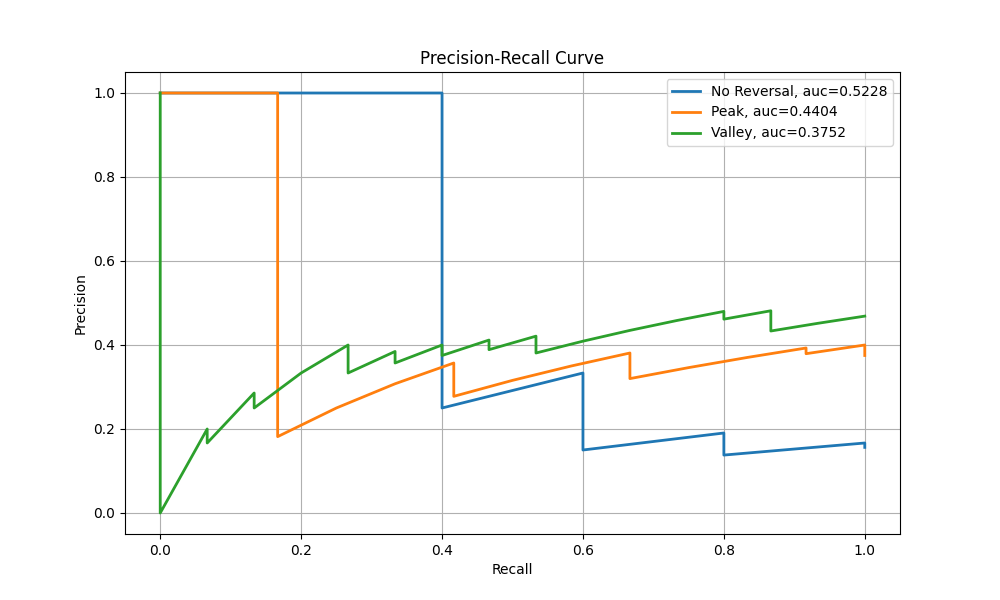 Precision-Recall Curve
No Reversal, auc=0.5228
Peak, auc=0.4404
Valley, auc=0.3752
1.0
0.8
0.6
0.4
0.2
0.0
Precision
0.0 0.2 0.4 0.6 0.8 1.0
Recall